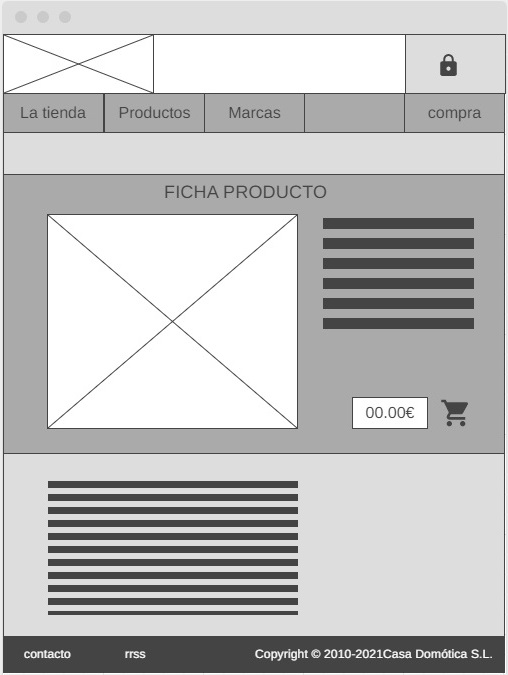 La tienda
Productos
Marcas
compra
FICHA PRODUCTO
00.00€
contacto
rrss
Copyright © 2010-2021Casa Domótica S.L.